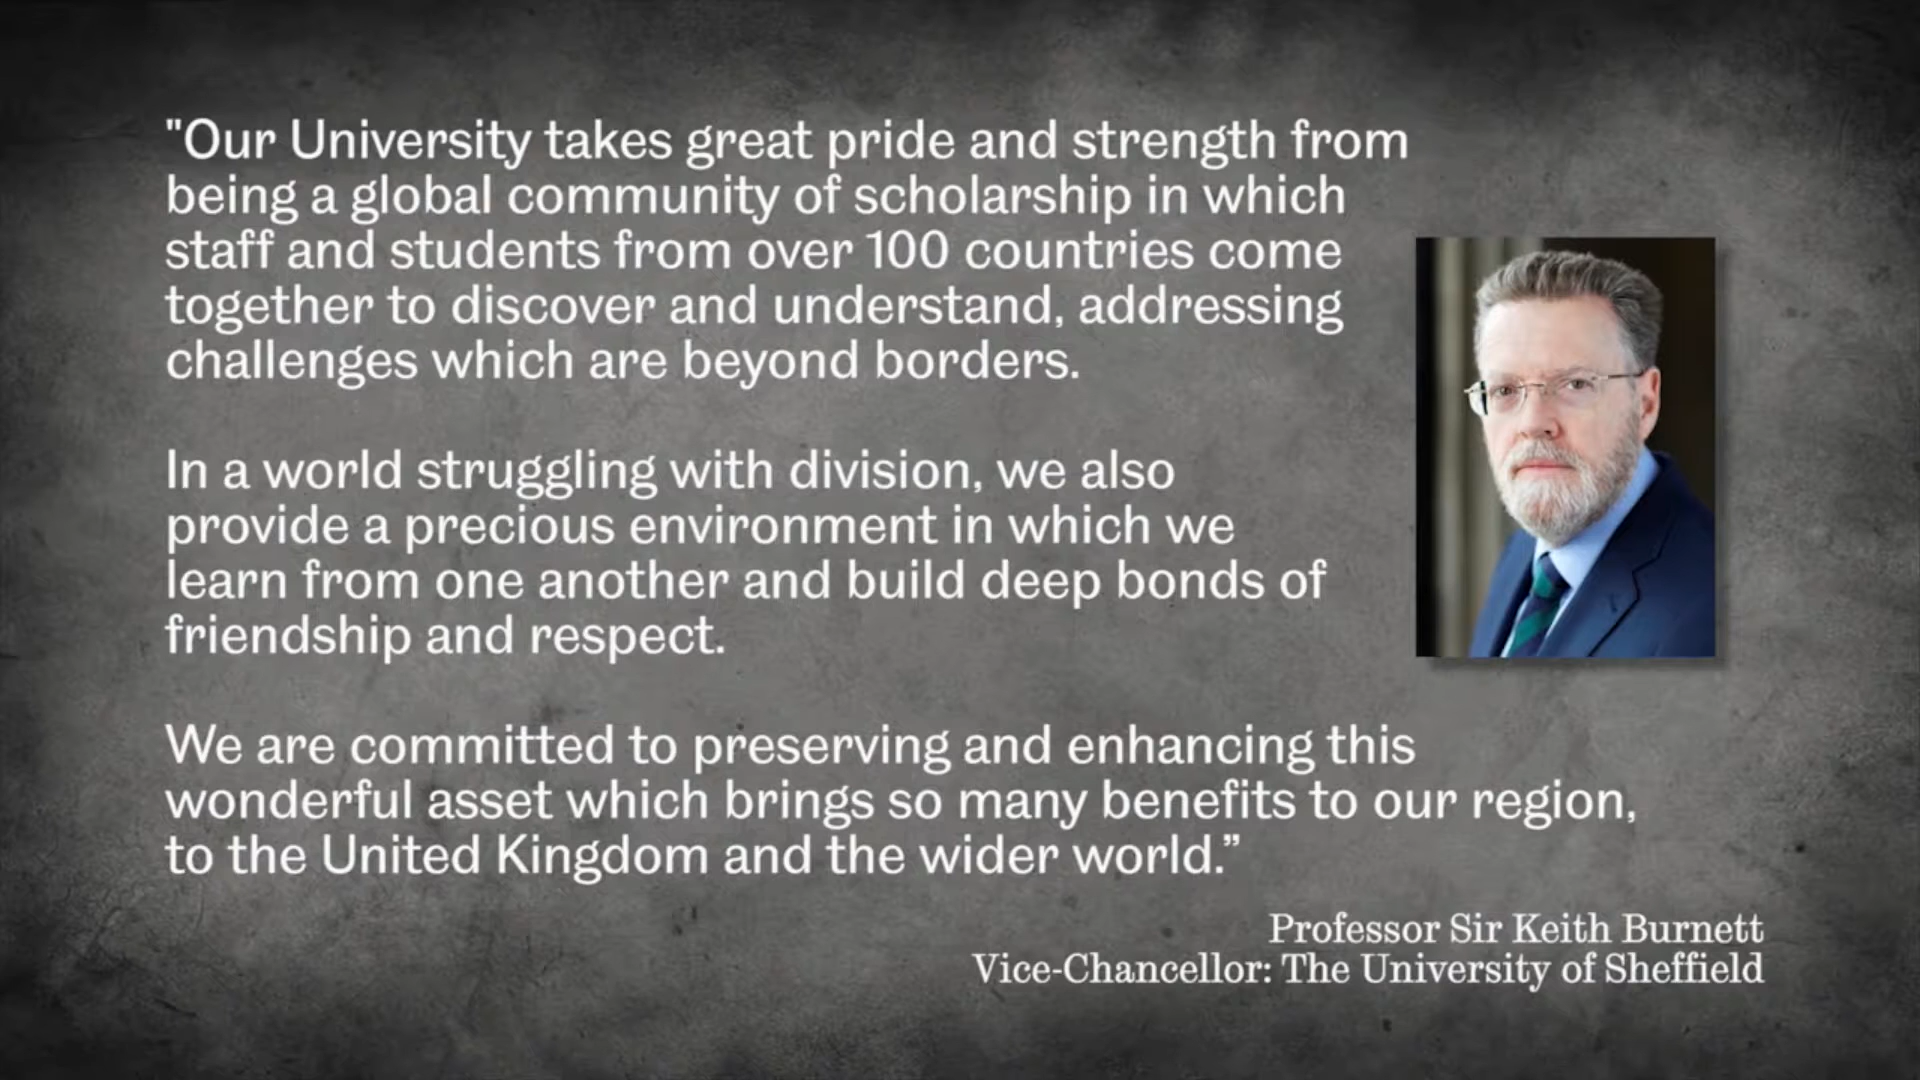 "Our University takes great pride and strength from
being a global community of scholarship in which
staff and students from over 100 countries come
together to discover and understand, addressing
challenges which are beyond borders.
In a world struggling with division, we also
provide a precious environment in which we
learn from one another and build deep bonds of
friendship and respect.
We are committed to preserving and enhancing this
wonderful asset which brings so many benefits to our region,
to the United Kingdom and the wider world.”
Professor Sir Keith Burnett
Vice-Chancellor: The University of Sheffield